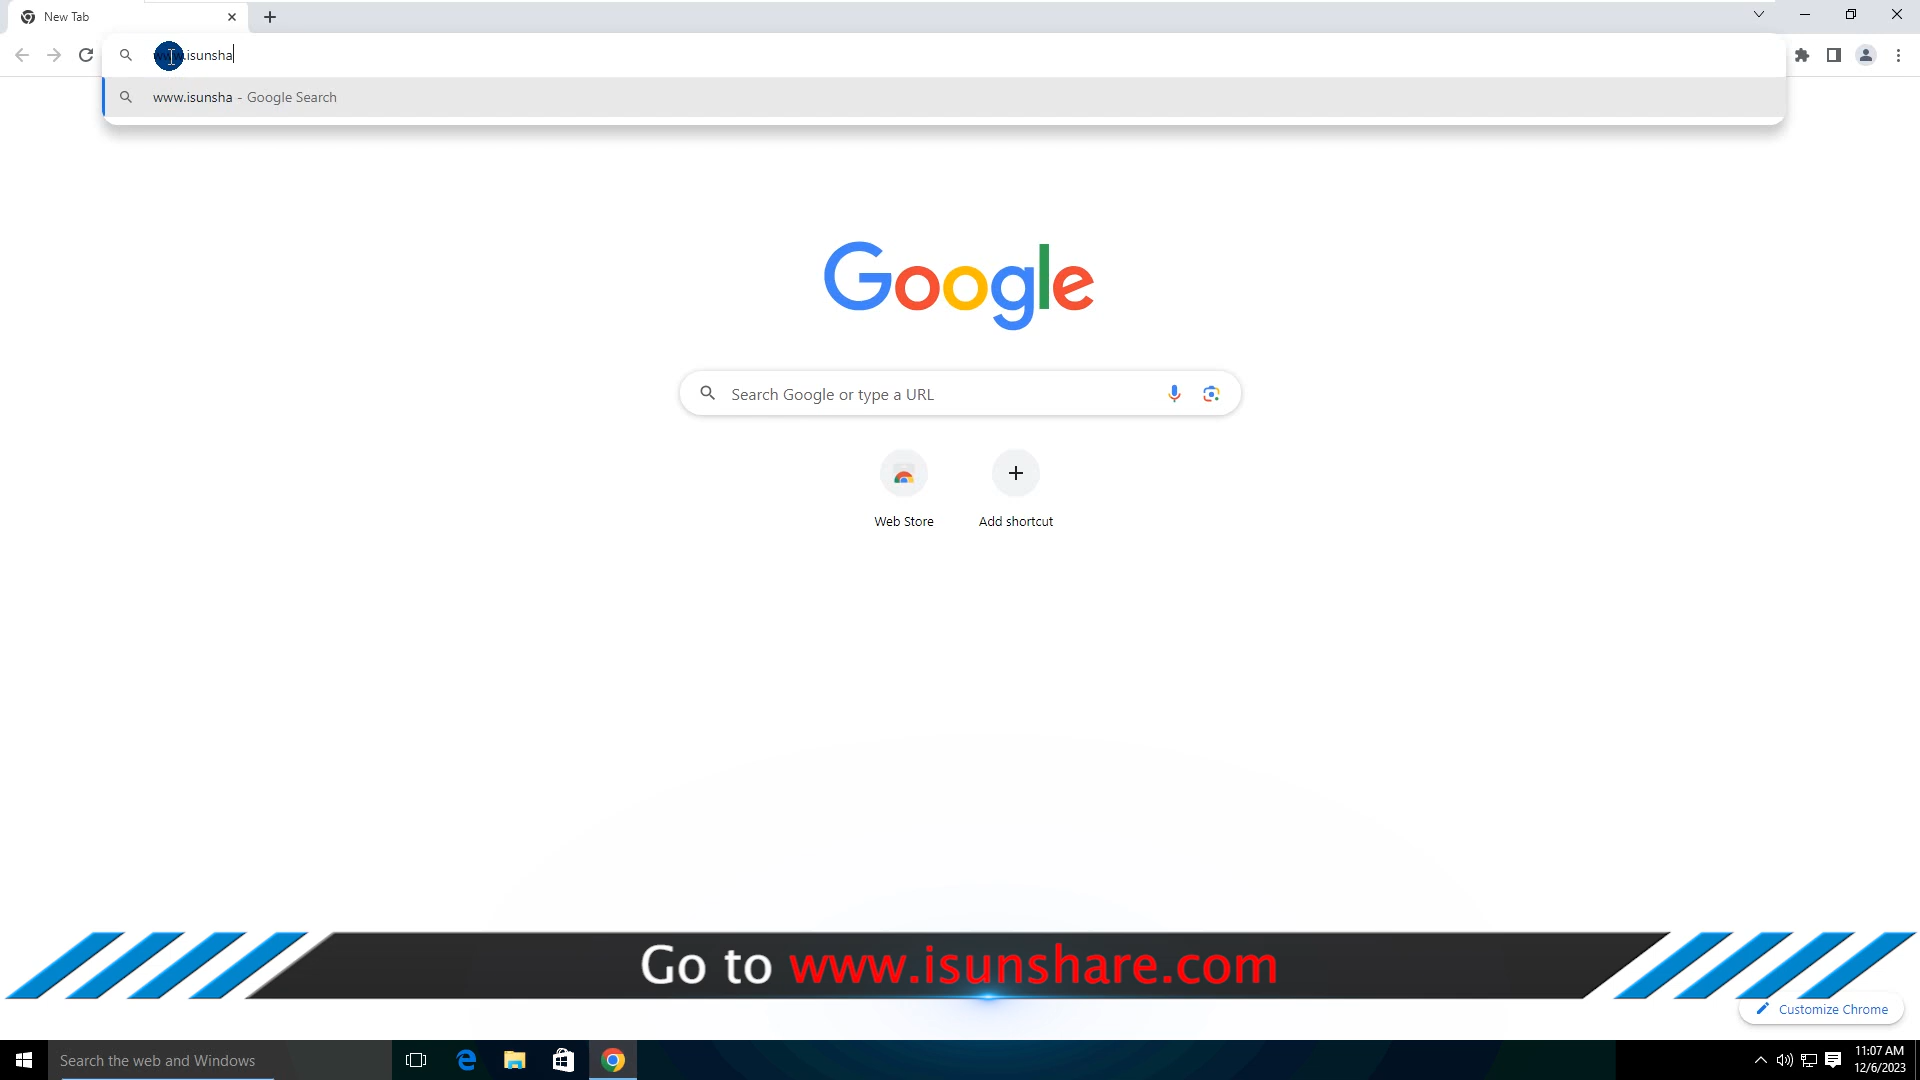 New Tab
www.isunsha
www.isunsha - Google Search
Google
Search Google or type a URL
Web Store
Add shortcut
Go to www.isunshare.com
Customize Chrome
Search the web and Windows
11:07 AM
12/6/2023